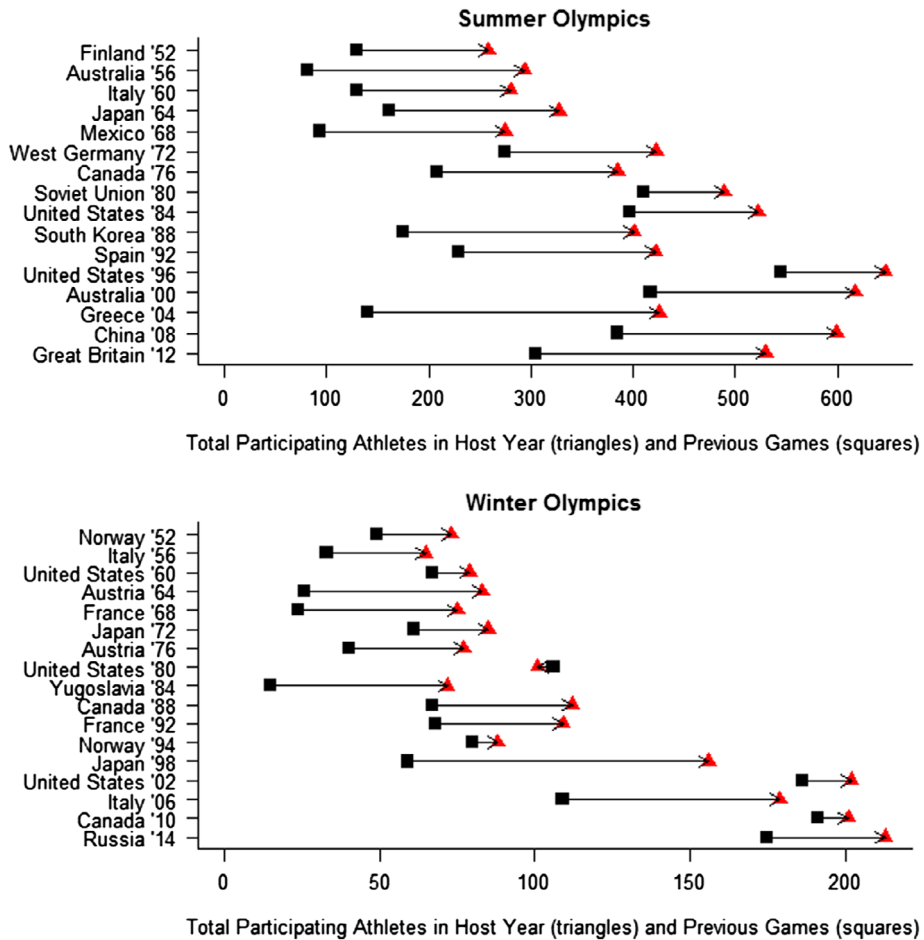 Summer Olympics
Finland '52
Australia '56
Italy '60
Japan '64
Mexico '68
West Germany '72
Canada '76
Soviet Union '80
United States '84
South Korea '88
Spain '92
United States '96
Australia '00
Greece '04
China '08
Great Britain '12
0 100 200 300 400 500 600
Total Participating Athletes in Host Year (triangles) and Previous Games (squares)
Winter Olympics
Norway '52
Italy '56
United States '60
Austria '64
France '68
Japan '72
Austria '76
United States '80
Yugoslavia '84
Canada '88
France '92
Norway '94
Japan '98
United States '02
Italy '06
Canada '10
Russia '14
0 50 100 150 200
Total Participating Athletes in Host Year (triangles) and Previous Games (squares)